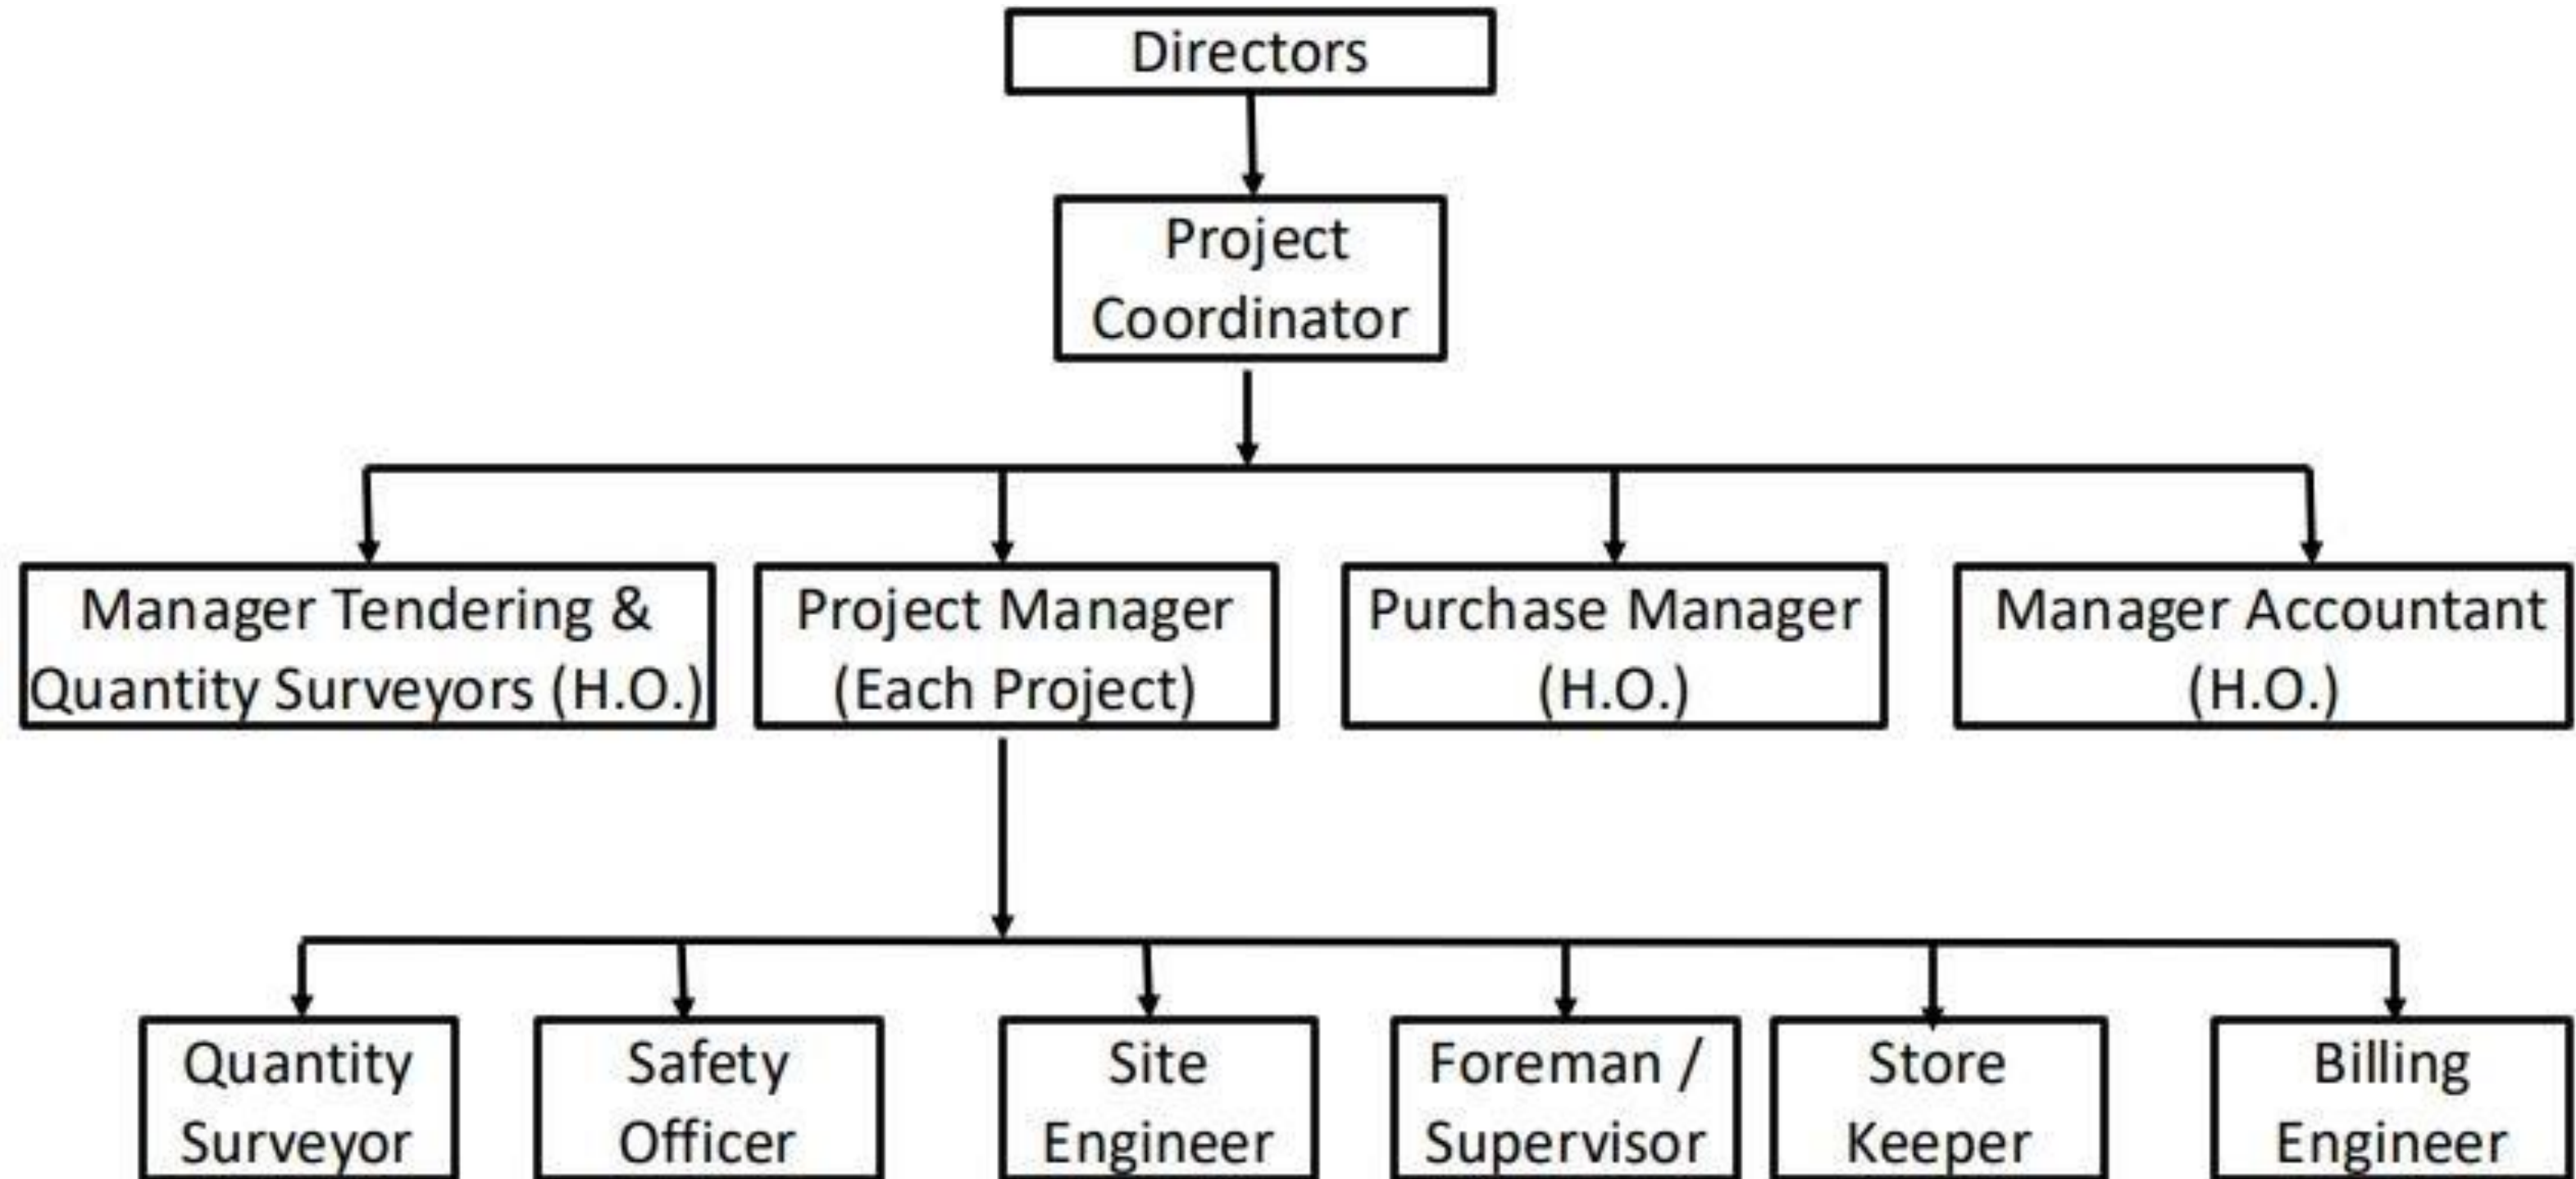 Directors
Project
Coordinator
Manager Tendering &
Quantity Surveyors (H.O.)
Project Manager
(Each Project)
Purchase Manager
(H.O.)
Manager Accountant
(H.O.)
Quantity
Surveyor
Safety
Officer
Site
Engineer
Foreman /
Supervisor
Store
Keeper
Billing
Engineer